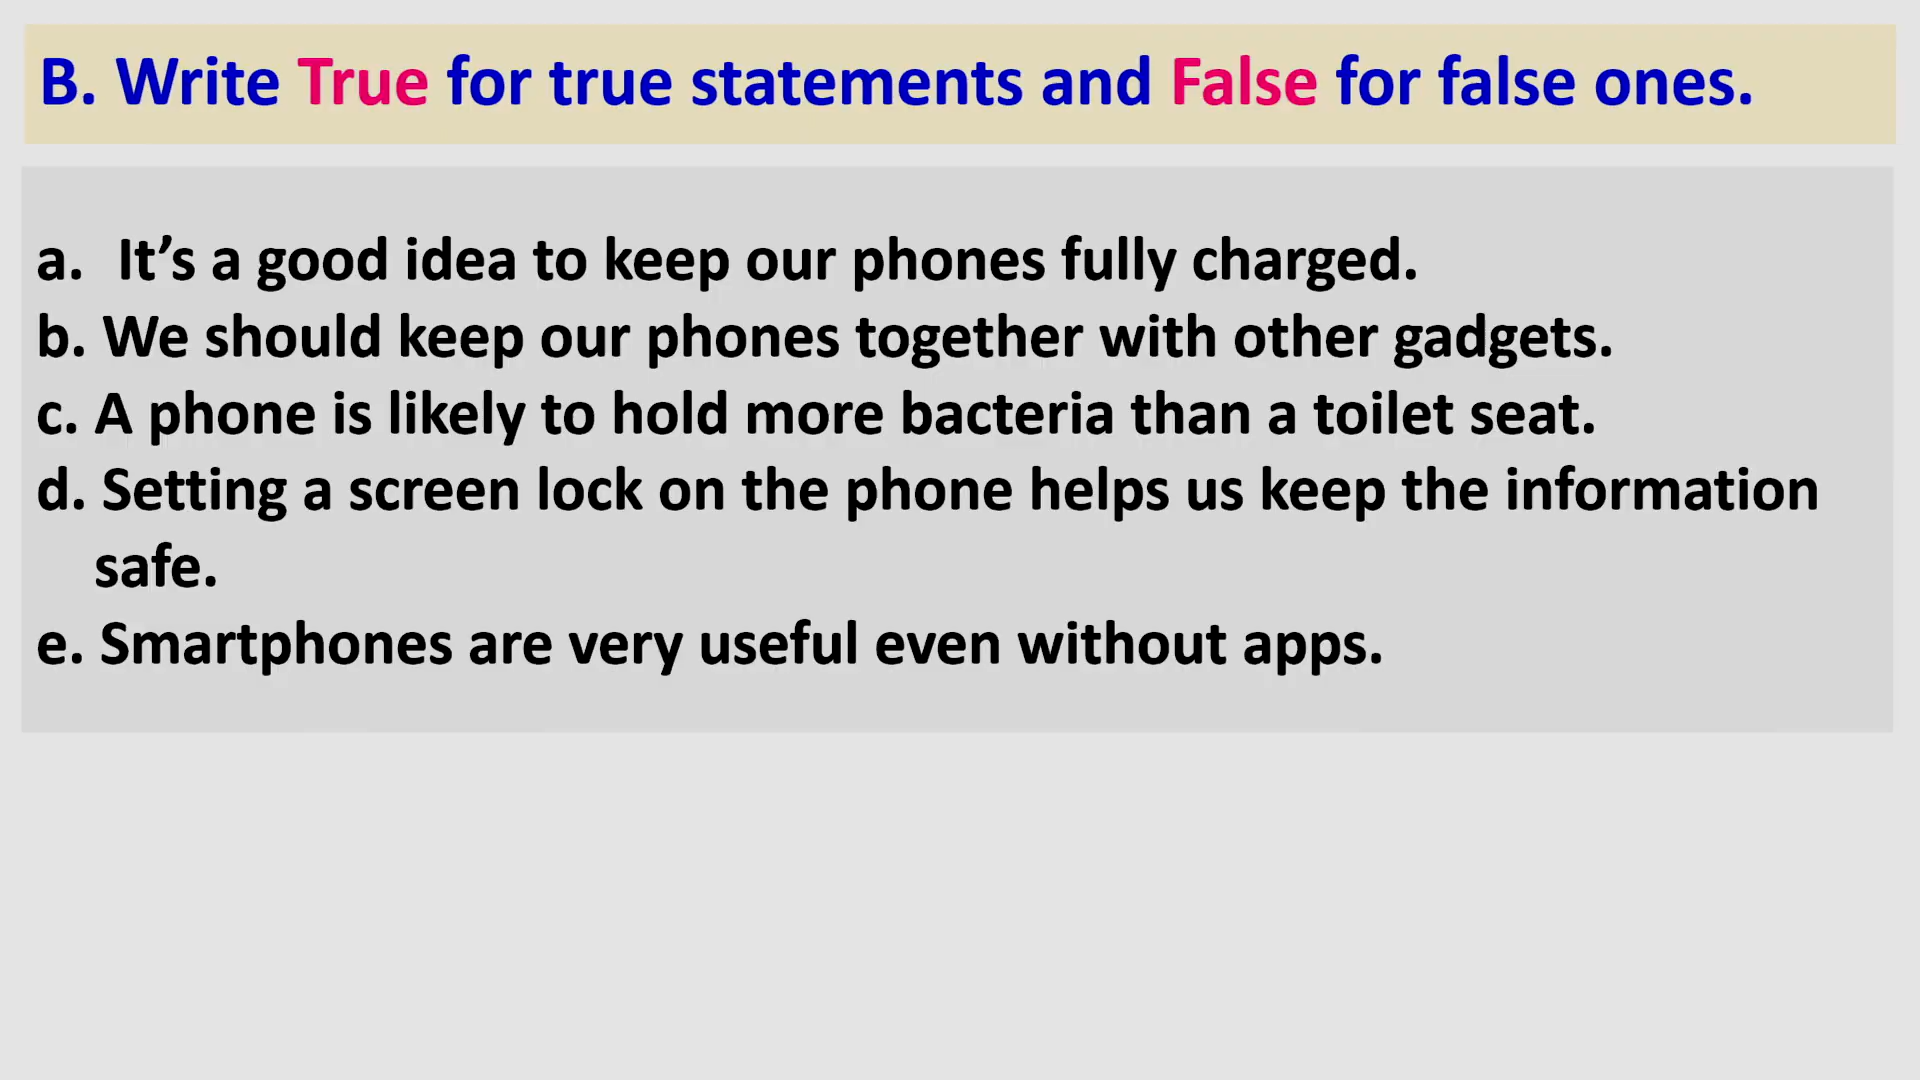 B. Write True for true statements and False for false ones.
a. It’s a good idea to keep our phones fully charged.
b. We should keep our phones together with other gadgets.
c. A phone is likely to hold more bacteria than a toilet seat.
d. Setting a screen lock on the phone helps us keep the information
safe.
e. Smartphones are very useful even without apps.